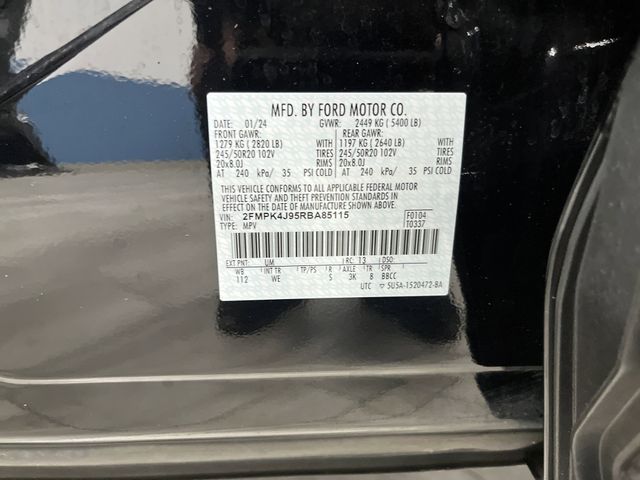 MFD. BY FORD MOTOR CO.
DATE: 01/24 GVWR: 2449 KG ( 5400 LB)
FRONT GAWR: REAR GAWR:
1279 KG ( 2820 LB) WITH 1197 KG ( 2640 LB) WITH
245/50R20 102V TIRES 245/50R20 102V TIRES
20x8.0J RIMS 20x8.0J RIMS
AT 240 kPa/ 35 PSI COLD AT 240 kPa/ 35 PSI COLD
THIS VEHICLE CONFORMS TO ALL APPLICABLE FEDERAL MOTOR
VEHICLE SAFETY AND THEFT PREVENTION STANDARDS IN
EFFECT ON THE DATE OF MANUFACTURE SHOWN ABOVE.
VIN: 2FMPK4J95RBA85115 F0104
TYPE: MPV T0337
EXT PNT: UM RC: 13 DSO:
WB INT TR TP/PS R AXLE TR SPR
112 WE S 3K 8 BBCC
UTC ▽ 5U5A-1520472-BA